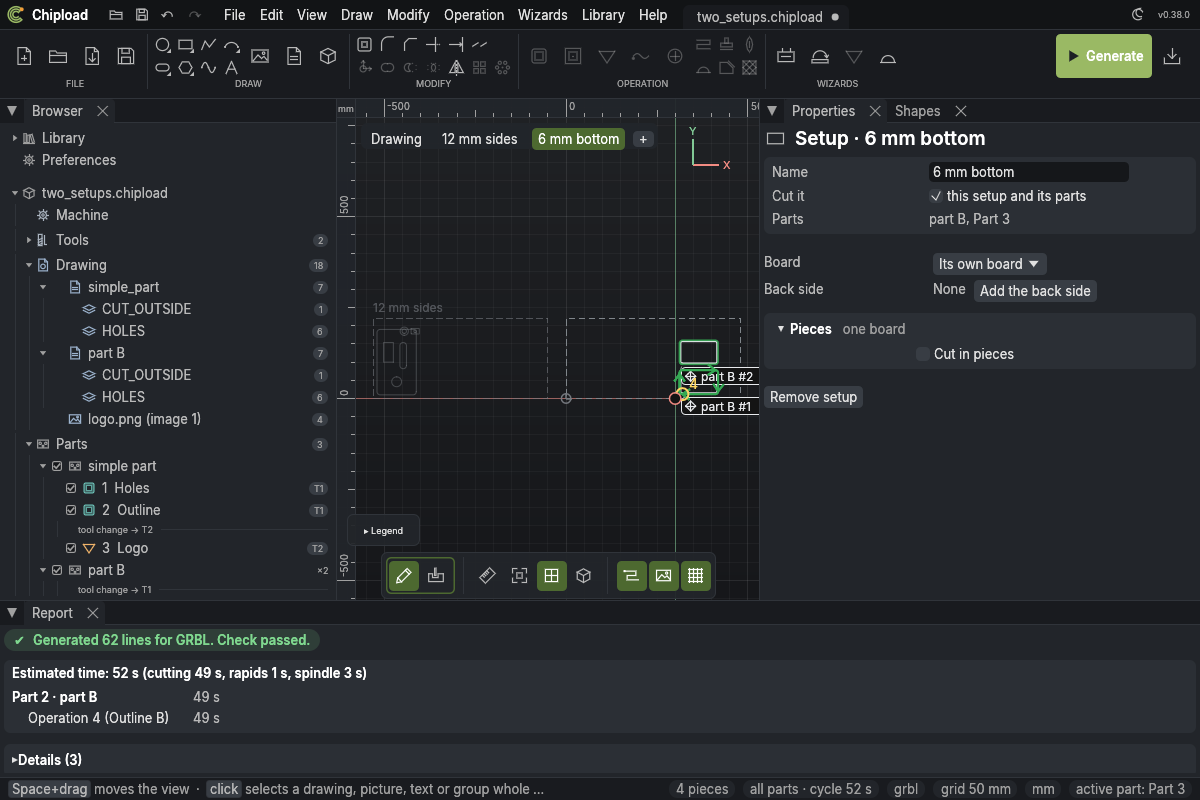 Chipload
File Edit View Draw Modify Operation Wizards Library Help
two_setups.chipload
v0.38.0
FILE
DRAW
MODIFY
OPERATION
WIZARDS
Generate
Browser
Library
Preferences
two_setups.chipload
Machine
Tools 2
Drawing 18
simple_part 7
CUT_OUTSIDE 1
HOLES 6
part B 7
CUT_OUTSIDE 1
HOLES 6
logo.png (image 1) 4
Parts 3
simple part
1 Holes T1
2 Outline T1
tool change → T2
3 Logo T2
part B ×2
tool change → T1
mm
-500 0
500
0
-500
Drawing 12 mm sides 6 mm bottom +
Y
X
12 mm sides
part B #2
4
part B #1
▸ Legend
Properties Shapes
Setup · 6 mm bottom
Name 6 mm bottom
Cut it this setup and its parts
Parts part B, Part 3
Board Its own board
Back side None Add the back side
Pieces one board
Cut in pieces
Remove setup
Report
✔ Generated 62 lines for GRBL. Check passed.
Estimated time: 52 s (cutting 49 s, rapids 1 s, spindle 3 s)
Part 2 · part B 49 s
Operation 4 (Outline B) 49 s
▸Details (3)
Space+drag moves the view · click selects a drawing, picture, text or group whole ...
4 pieces all parts · cycle 52 s grbl grid 50 mm mm active part: Part 3